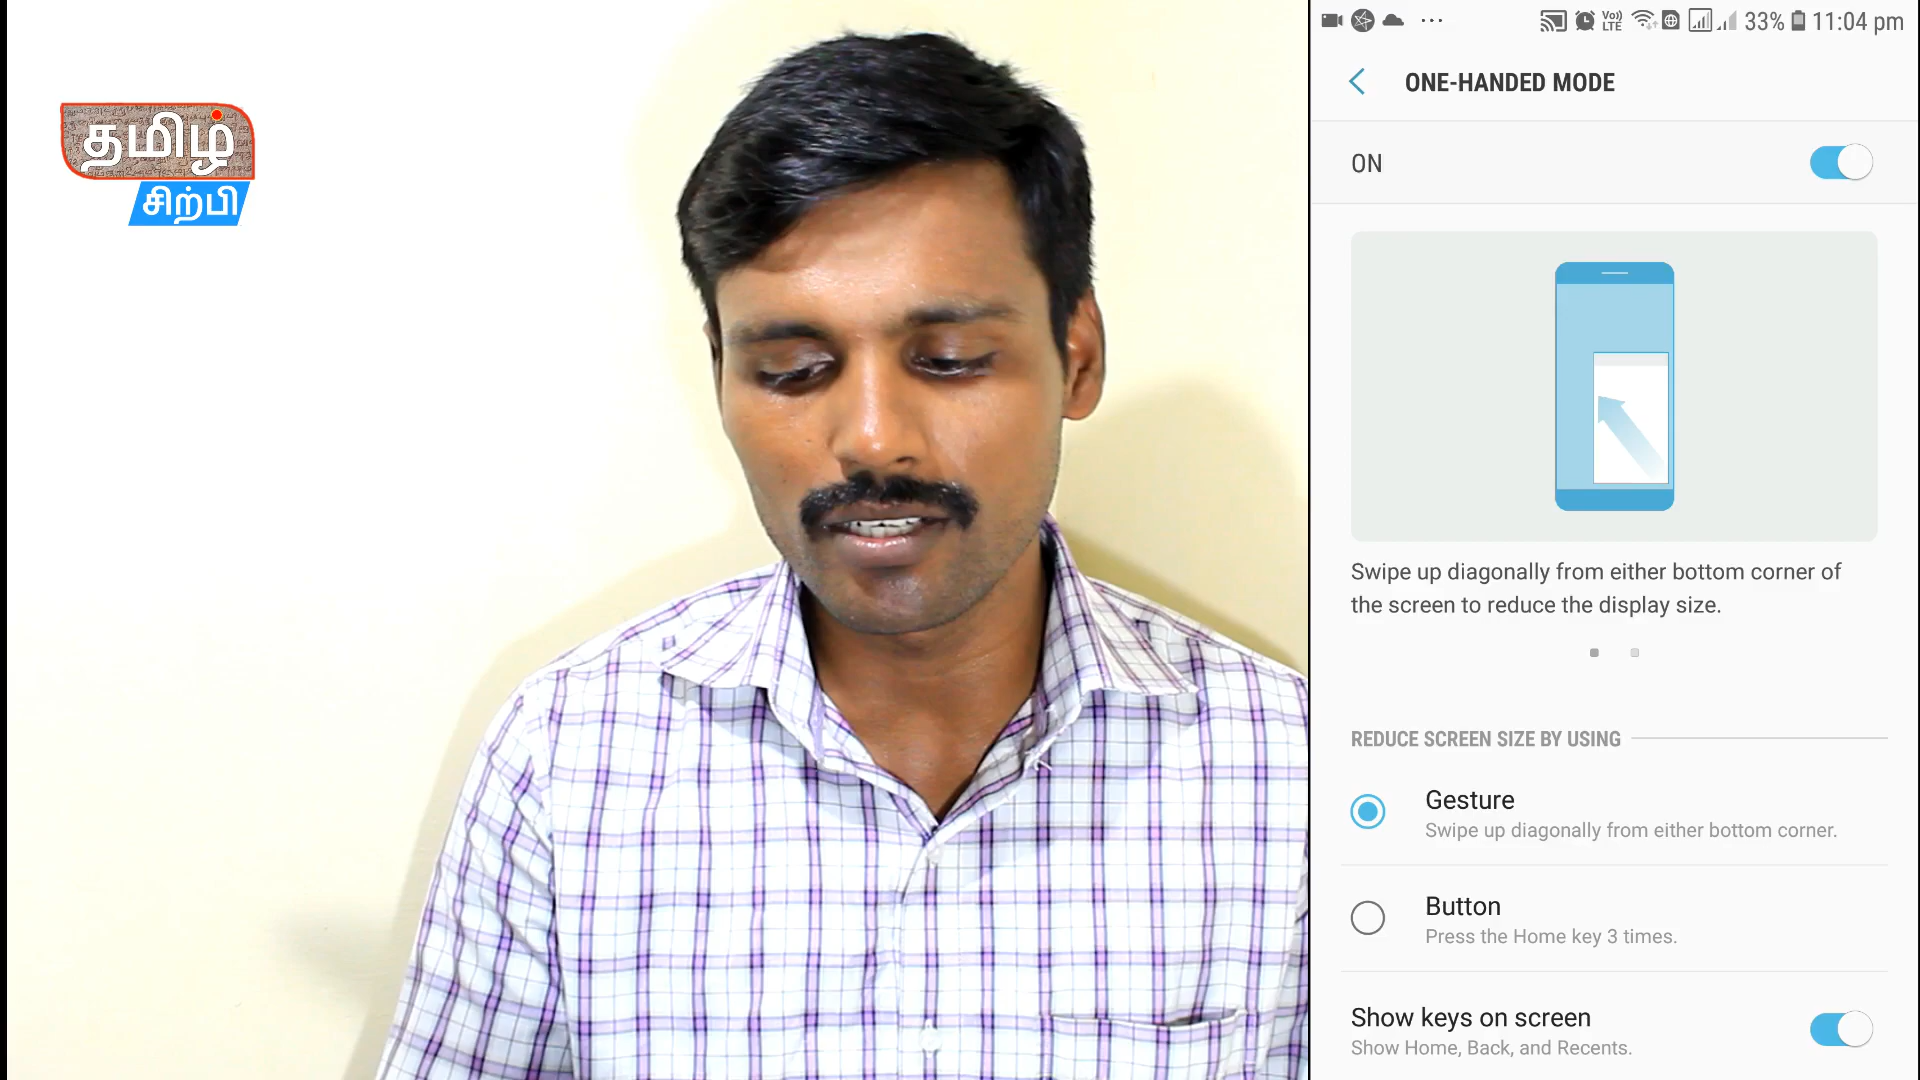 தமிழ்
சிற்பி
Vo)) LTE 33% 11:04 pm
ONE-HANDED MODE
ON
Swipe up diagonally from either bottom corner of
the screen to reduce the display size.
REDUCE SCREEN SIZE BY USING
Gesture
Swipe up diagonally from either bottom corner.
Button
Press the Home key 3 times.
Show keys on screen
Show Home, Back, and Recents.